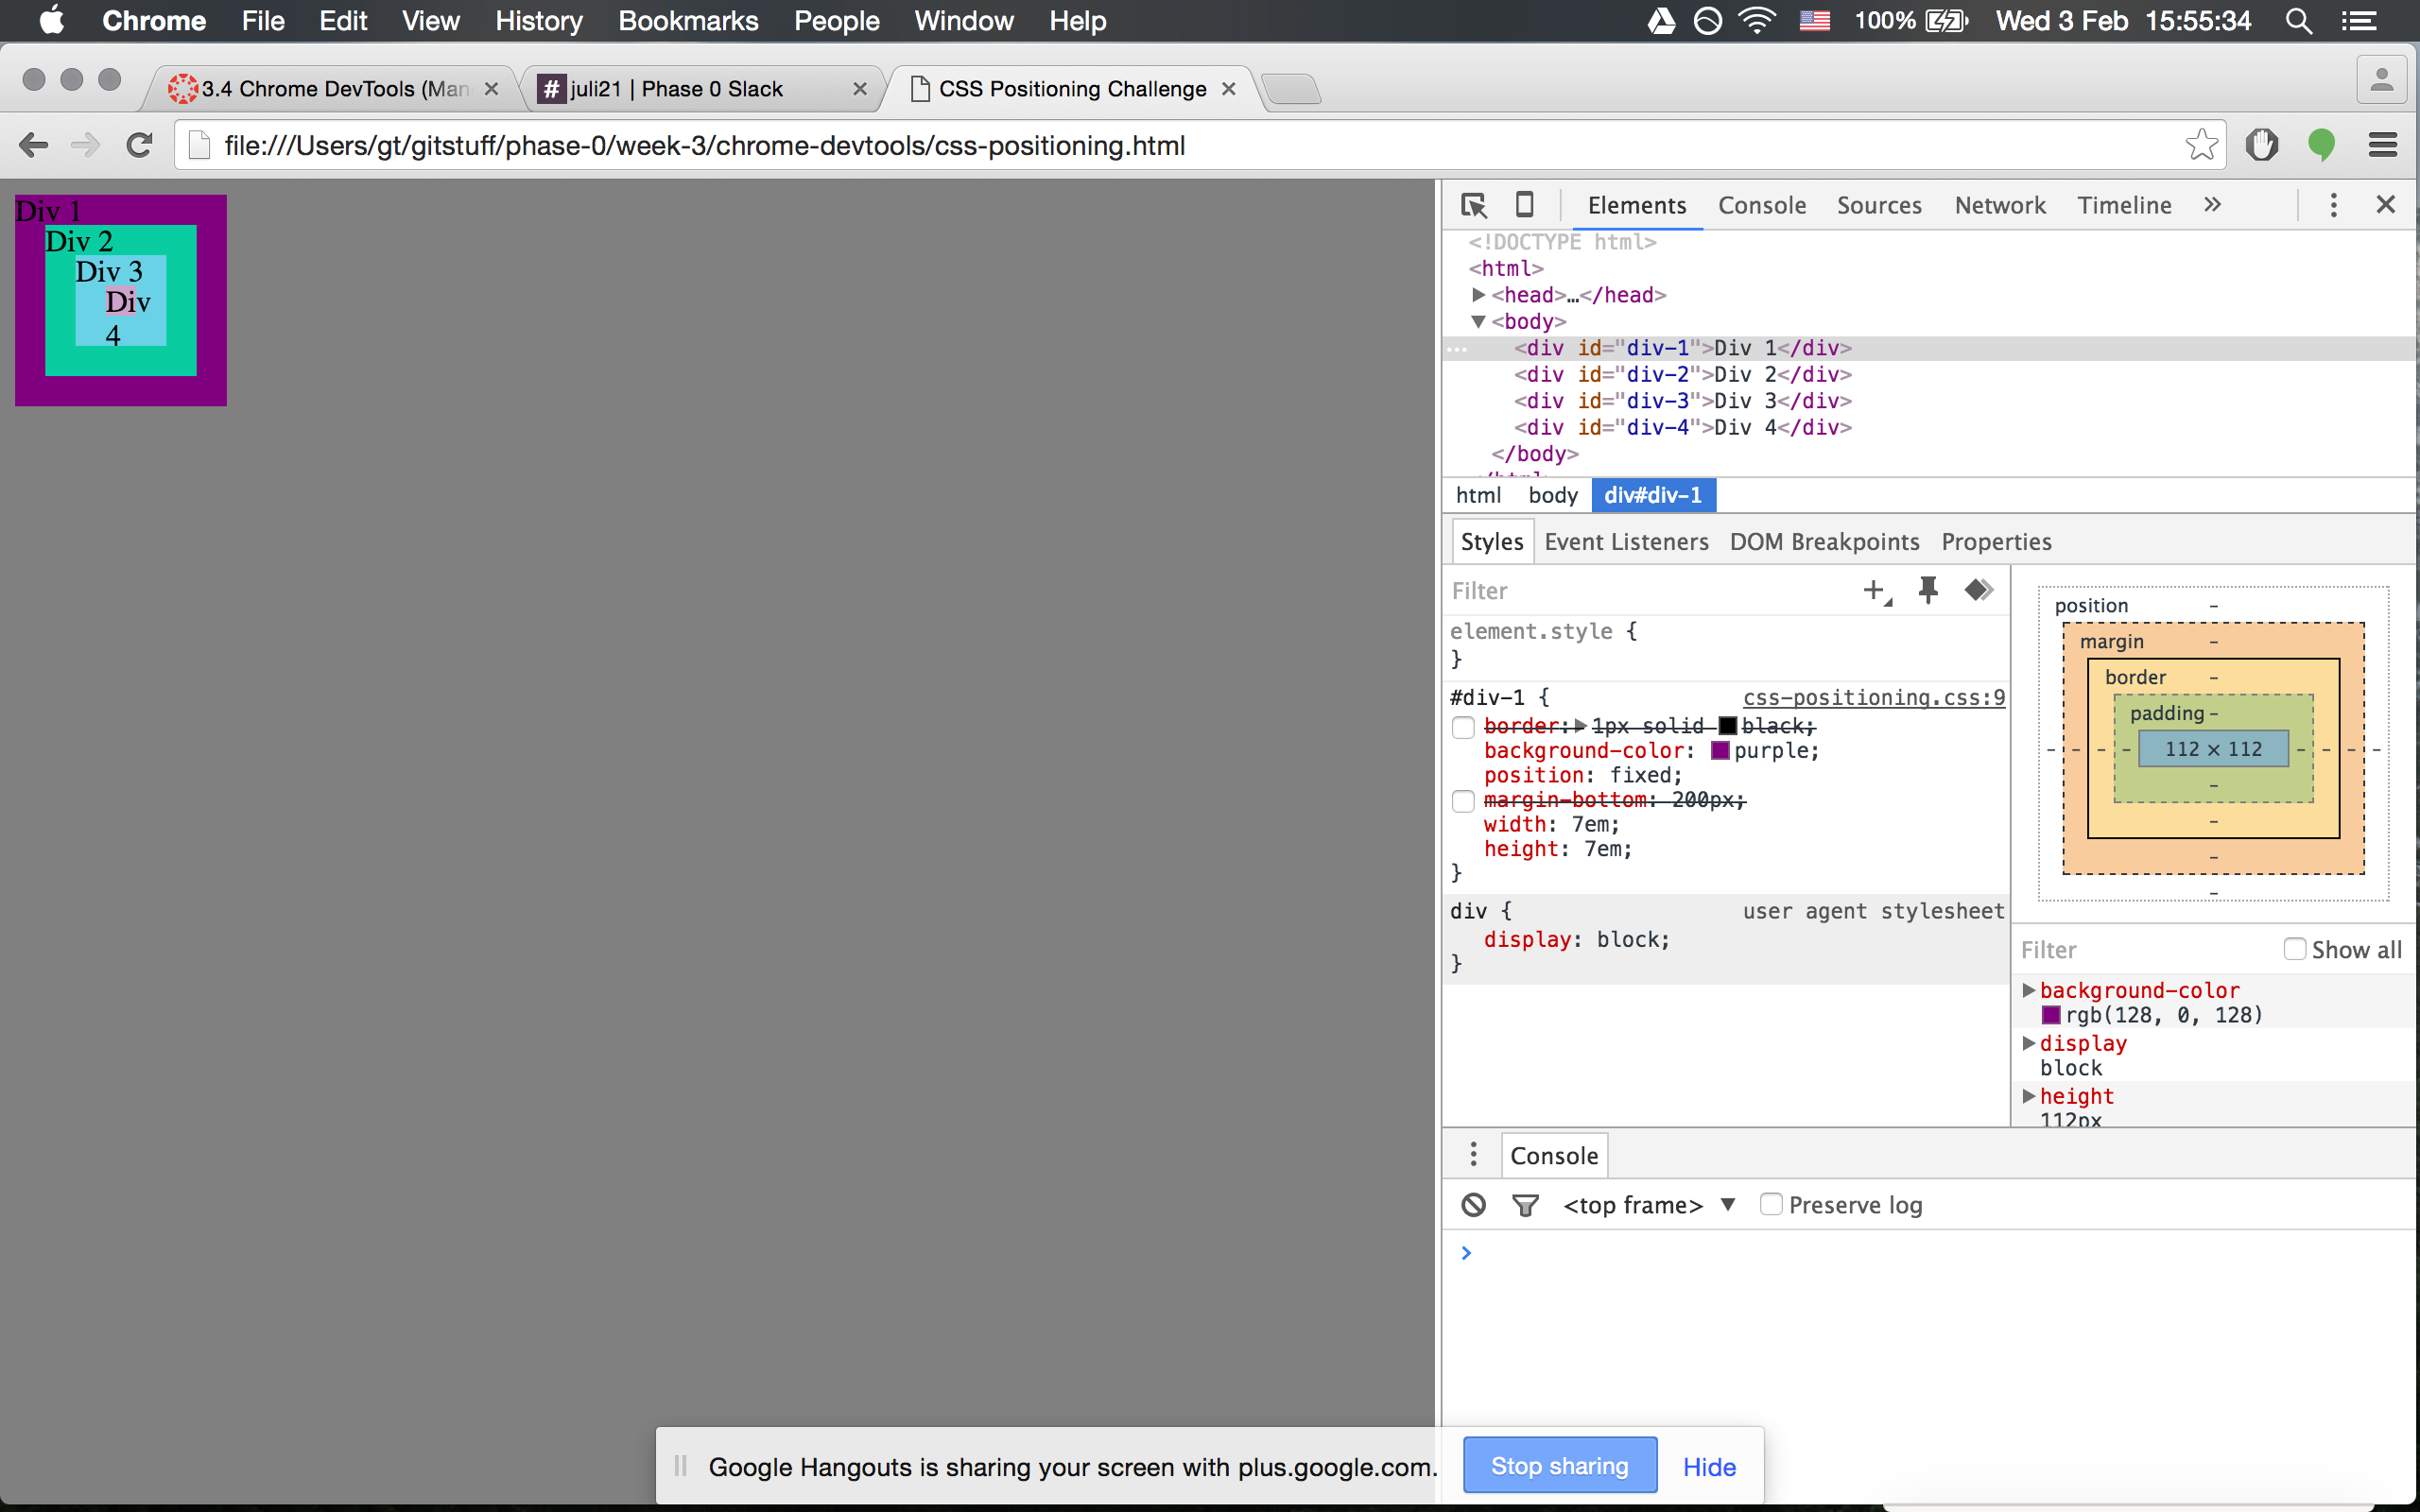 Chrome File Edit View History Bookmarks People Window Help 100% Wed 3 Feb 15:55:34
3.4 Chrome DevTools (Man
# juli21 | Phase 0 Slack
CSS Positioning Challenge
file:///Users/gt/gitstuff/phase-0/week-3/chrome-devtools/css-positioning.html
Div 1
Div 2
Div 3
Div
4
Elements Console Sources Network Timeline »
<!DOCTYPE html>
<html>
<head>…</head>
<body>
<div id="div-1">Div 1</div>
<div id="div-2">Div 2</div>
<div id="div-3">Div 3</div>
<div id="div-4">Div 4</div>
</body>
html body div#div-1
Styles Event Listeners DOM Breakpoints Properties
Filter
element.style {
}
#div-1 { css-positioning.css:9
border: 1px solid black;
background-color: purple;
position: fixed;
margin-bottom: 200px;
width: 7em;
height: 7em;
}
div { user agent stylesheet
display: block;
}
position -
margin -
border -
padding -
- - - - 112 × 112 - - - -
-
-
-
-
Filter Show all
background-color
rgb(128, 0, 128)
display
block
height
112px
Console
<top frame> ▼ Preserve log
>
Google Hangouts is sharing your screen with plus.google.com. Stop sharing Hide